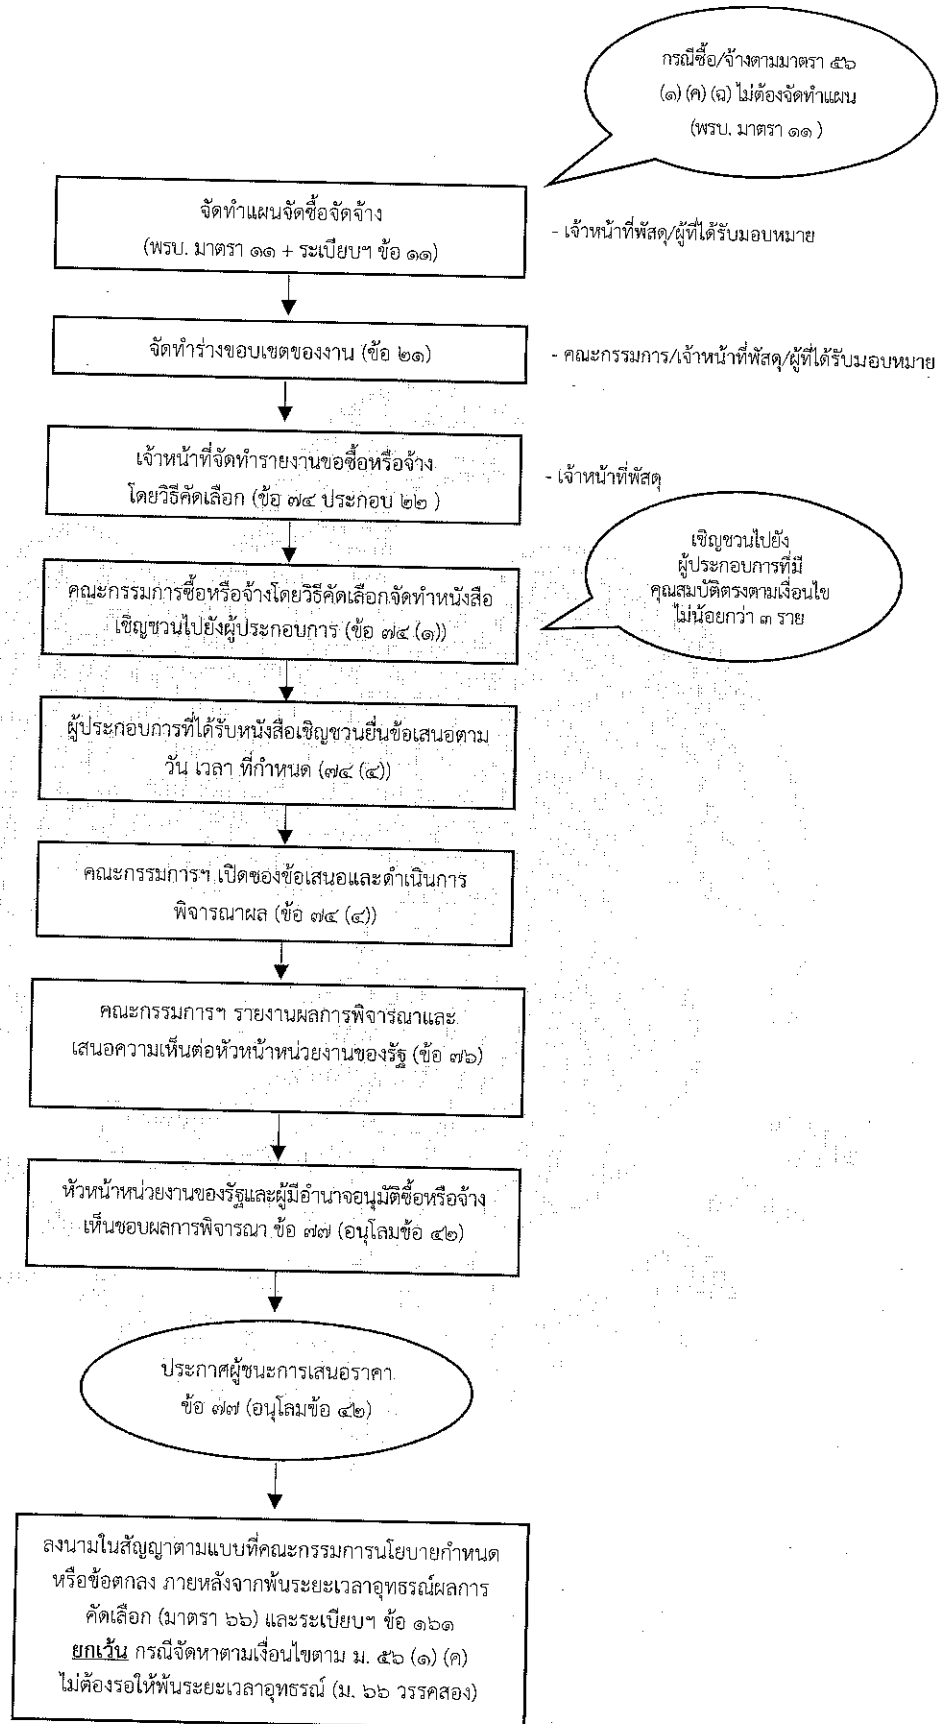 กรณีซื้อ/จ้างตามมาตรา ๕๖
(๑) (ค) (ฉ) ไม่ต้องจัดทำแผน
(พรบ. มาตรา ๑๑ )
จัดทำแผนจัดซื้อจัดจ้าง
(พรบ. มาตรา ๑๑ + ระเบียบฯ ข้อ ๑๑)
- เจ้าหน้าที่พัสดุ/ผู้ที่ได้รับมอบหมาย
จัดทำร่างขอบเขตของงาน (ข้อ ๒๑)
- คณะกรรมการ/เจ้าหน้าที่พัสดุ/ผู้ที่ได้รับมอบหมาย
เจ้าหน้าที่จัดทำรายงานขอซื้อหรือจ้าง
โดยวิธีคัดเลือก (ข้อ ๗๔ ประกอบ ๒๒ )
- เจ้าหน้าที่พัสดุ
เชิญชวนไปยัง
ผู้ประกอบการที่มี
คุณสมบัติตรงตามเงื่อนไข
ไม่น้อยกว่า ๓ ราย
คณะกรรมการซื้อหรือจ้างโดยวิธีคัดเลือกจัดทำหนังสือ
เชิญชวนไปยังผู้ประกอบการ (ข้อ ๗๔ (๑))
ผู้ประกอบการที่ได้รับหนังสือเชิญชวนยื่นข้อเสนอตาม
วัน เวลา ที่กำหนด (๗๔ (๔))
คณะกรรมการฯ เปิดซองข้อเสนอและดำเนินการ
พิจารณาผล (ข้อ ๗๔ (๔))
คณะกรรมการฯ รายงานผลการพิจารณาและ
เสนอความเห็นต่อหัวหน้าหน่วยงานของรัฐ (ข้อ ๗๖)
หัวหน้าหน่วยงานของรัฐและผู้มีอำนาจอนุมัติซื้อหรือจ้าง
เห็นชอบผลการพิจารณา ข้อ ๗๗ (อนุโลมข้อ ๔๒)
ประกาศผู้ชนะการเสนอราคา
ข้อ ๗๗ (อนุโลมข้อ ๔๒)
ลงนามในสัญญาตามแบบที่คณะกรรมการนโยบายกำหนด
หรือข้อตกลง ภายหลังจากพ้นระยะเวลาอุทธรณ์ผลการ
คัดเลือก (มาตรา ๖๖) และระเบียบฯ ข้อ ๑๖๑
ยกเว้น กรณีจัดหาตามเงื่อนไขตาม ม. ๕๖ (๑) (ค)
ไม่ต้องรอให้พ้นระยะเวลาอุทธรณ์ (ม. ๖๖ วรรคสอง)